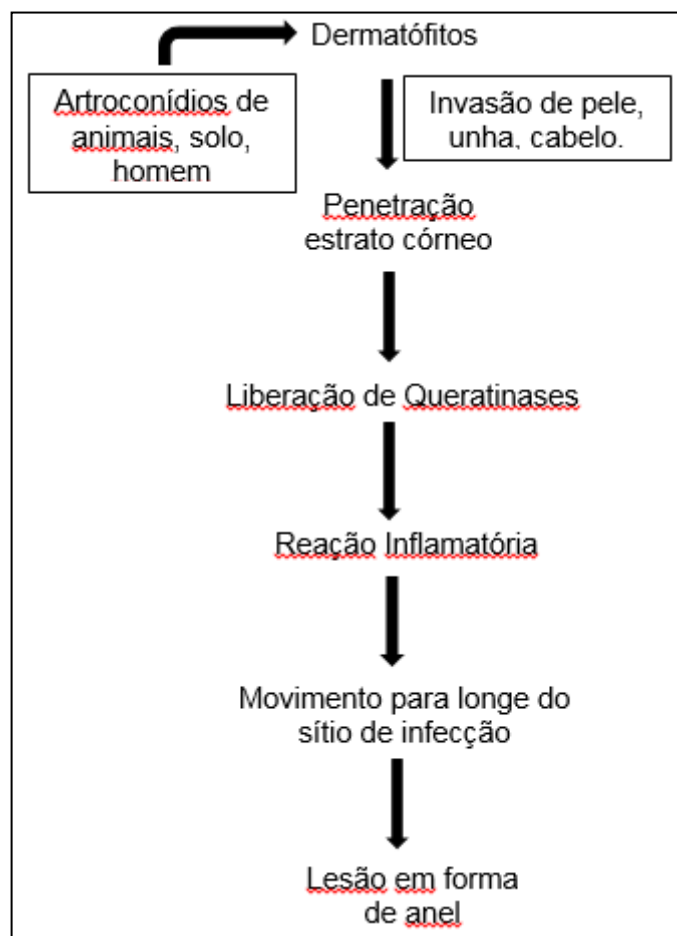 Dermatófitos
Artroconídios de
animais, solo,
homem
Invasão de pele,
unha, cabelo.
Penetração
estrato córneo
Liberação de Queratinases
Reação Inflamatória
Movimento para longe do
sítio de infecção
Lesão em forma
de anel